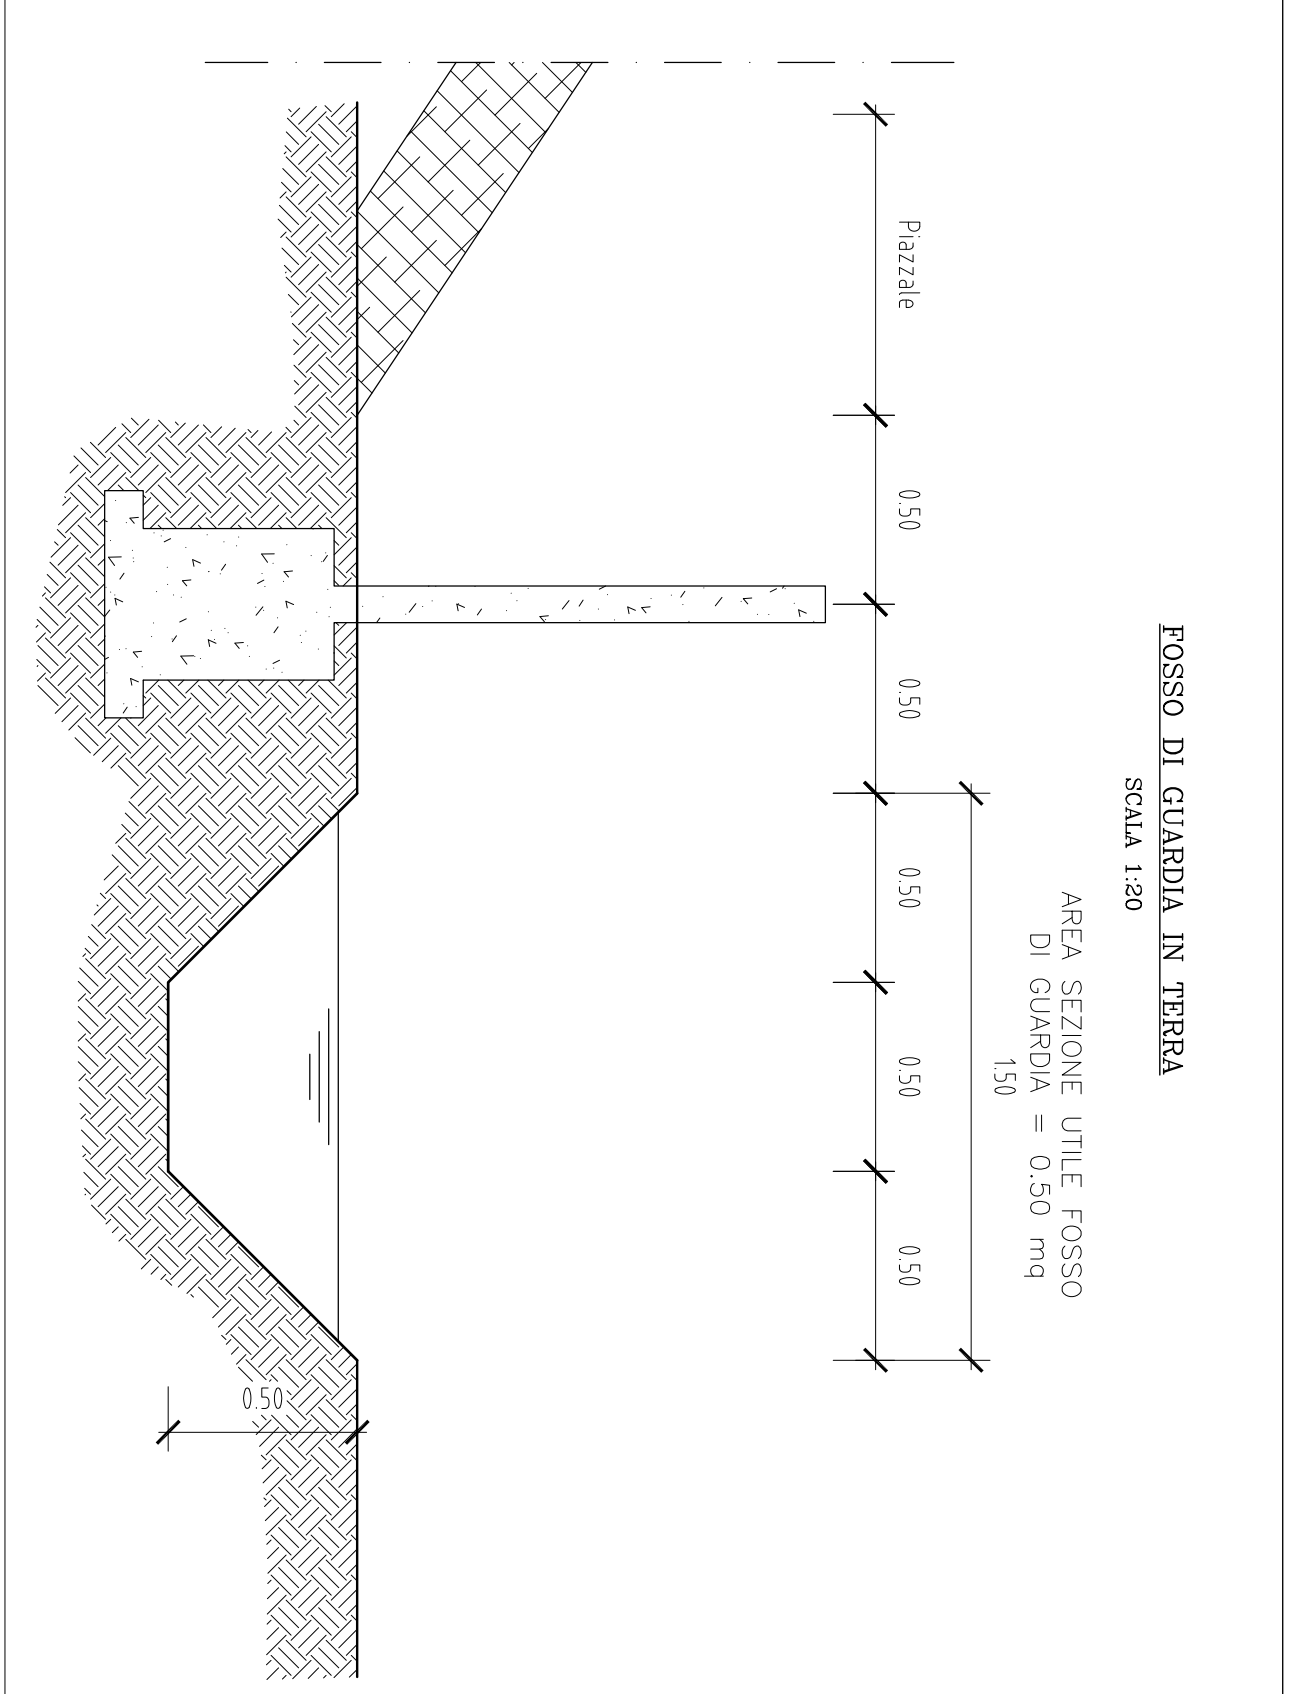 FOSSO DI GUARDIA IN TERRA
SCALA 1:20
AREA SEZIONE UTILE FOSSO
DI GUARDIA = 0.50 mq
1.50
Piazzale 0.50 0.50 0.50 0.50 0.50
0.50